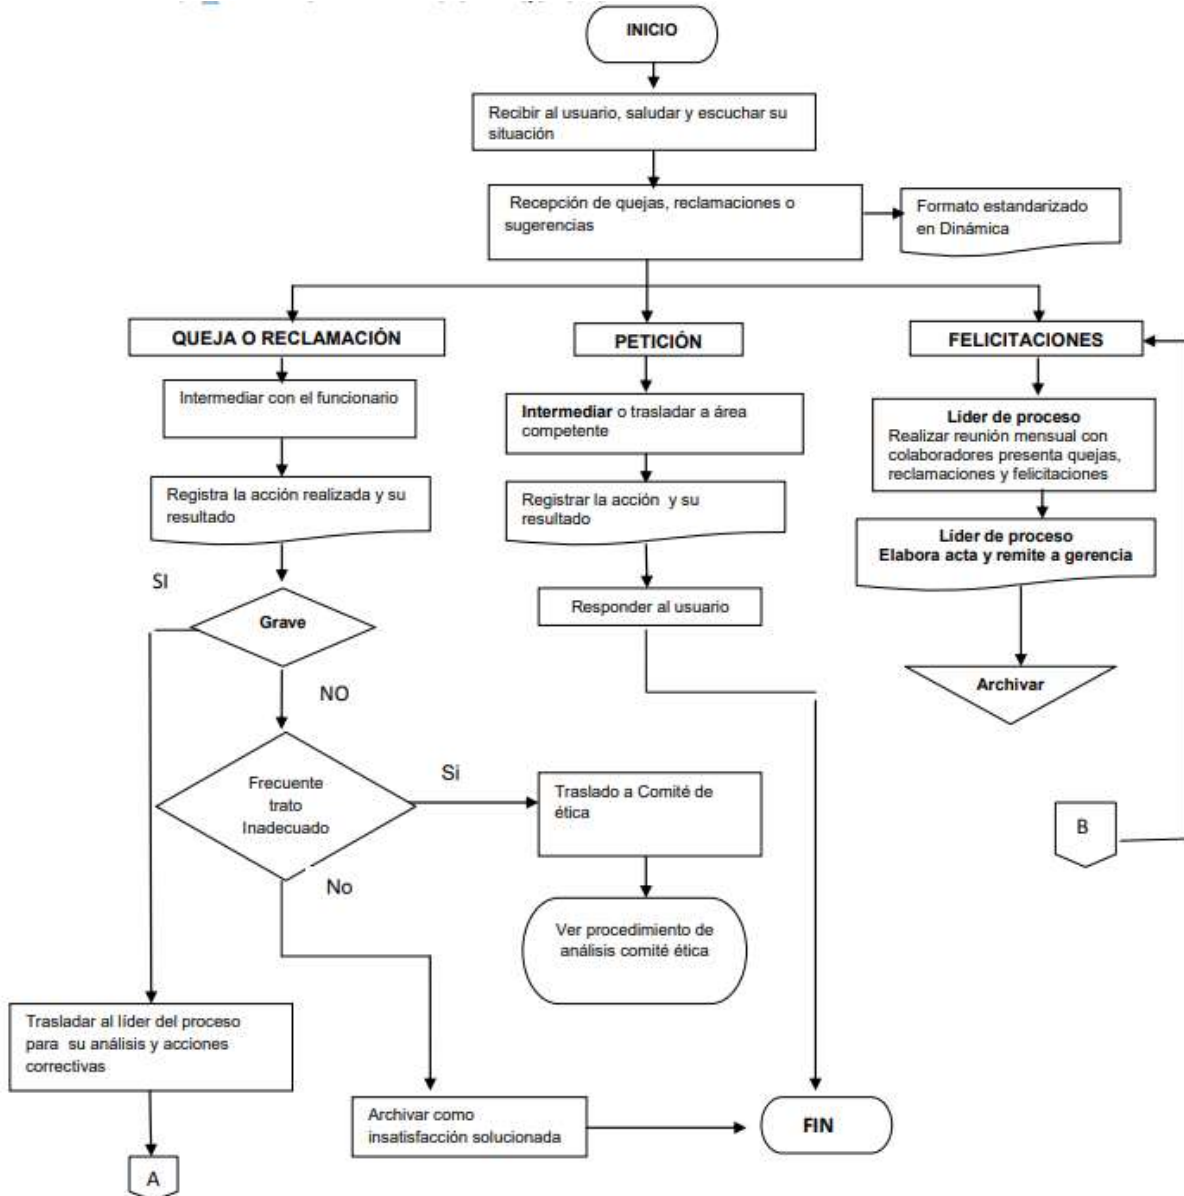 INICIO
Recibir al usuario, saludar y escuchar su
situación
Recepción de quejas, reclamaciones o
sugerencias
Formato estandarizado
en Dinámica
QUEJA O RECLAMACIÓN
PETICIÓN
FELICITACIONES
Intermediar con el funcionario
Intermediar o trasladar a área
competente
Líder de proceso
Realizar reunión mensual con
colaboradores presenta quejas,
reclamaciones y felicitaciones
Registra la acción realizada y su
resultado
Registrar la acción y su
resultado
Líder de proceso
Elabora acta y remite a gerencia
SI
Grave
Responder al usuario
NO
Archivar
Frecuente
trato
Inadecuado
Si
Traslado a Comité de
ética
B
No
Ver procedimiento de
análisis comité ética
Trasladar al líder del proceso
para su análisis y acciones
correctivas
Archivar como
insatisfacción solucionada
FIN
A